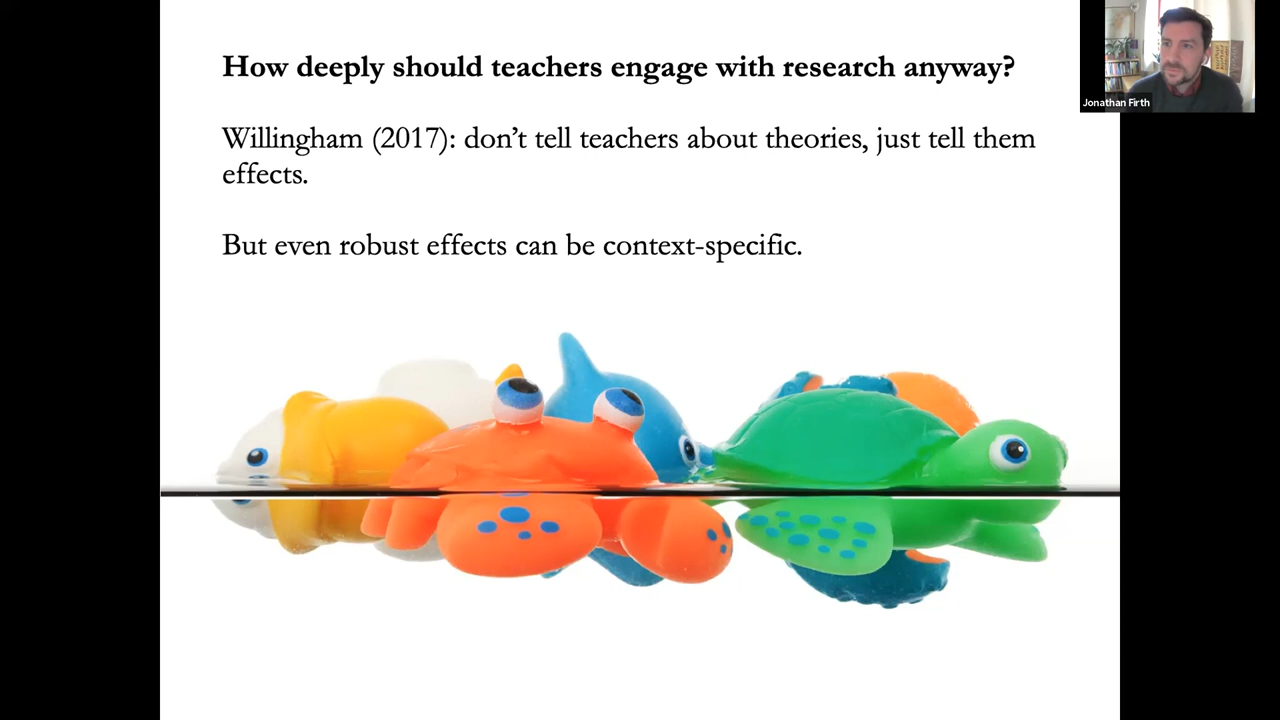 How deeply should teachers engage with research anyway?
Willingham (2017): don’t tell teachers about theories, just tell them
effects.
But even robust effects can be context-specific.
Jonathan Firth